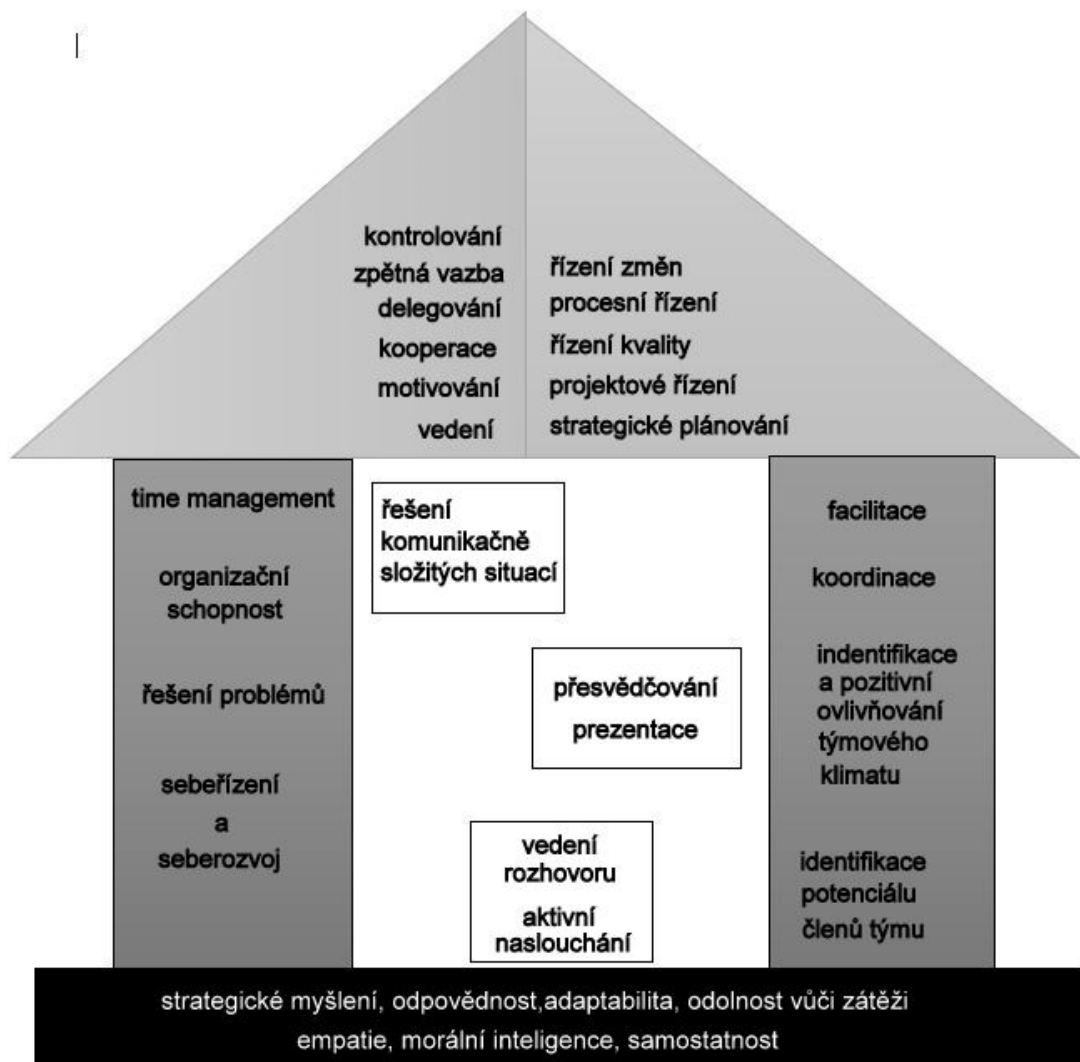 kontrolování
zpětná vazba
delegování
kooperace
motivování
vedení
řízení změn
procesní řízení
řízení kvality
projektové řízení
strategické plánování
time management
organizační
schopnost
řešení problémů
sebeřízení
a
seberozvoj
řešení
komunikačně
složitých situací
přesvědčování
prezentace
vedení
rozhovoru
aktivní
naslouchání
facilitace
koordinace
indentifikace
a pozitivní
ovlivňování
týmového
klimatu
identifikace
potenciálu
členů týmu
strategické myšlení, odpovědnost,adaptabilita, odolnost vůči zátěži
empatie, morální inteligence, samostatnost